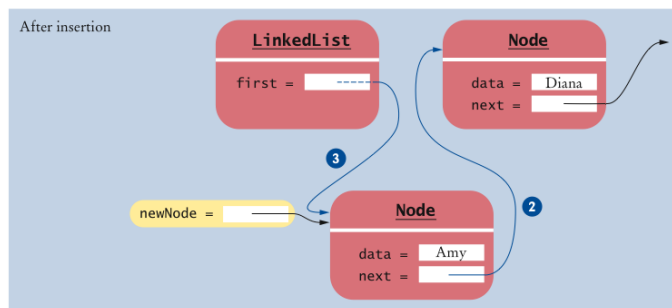 After insertion
LinkedList
first =
Node
data = Diana
next =
3
2
newNode =
Node
data = Amy
next =